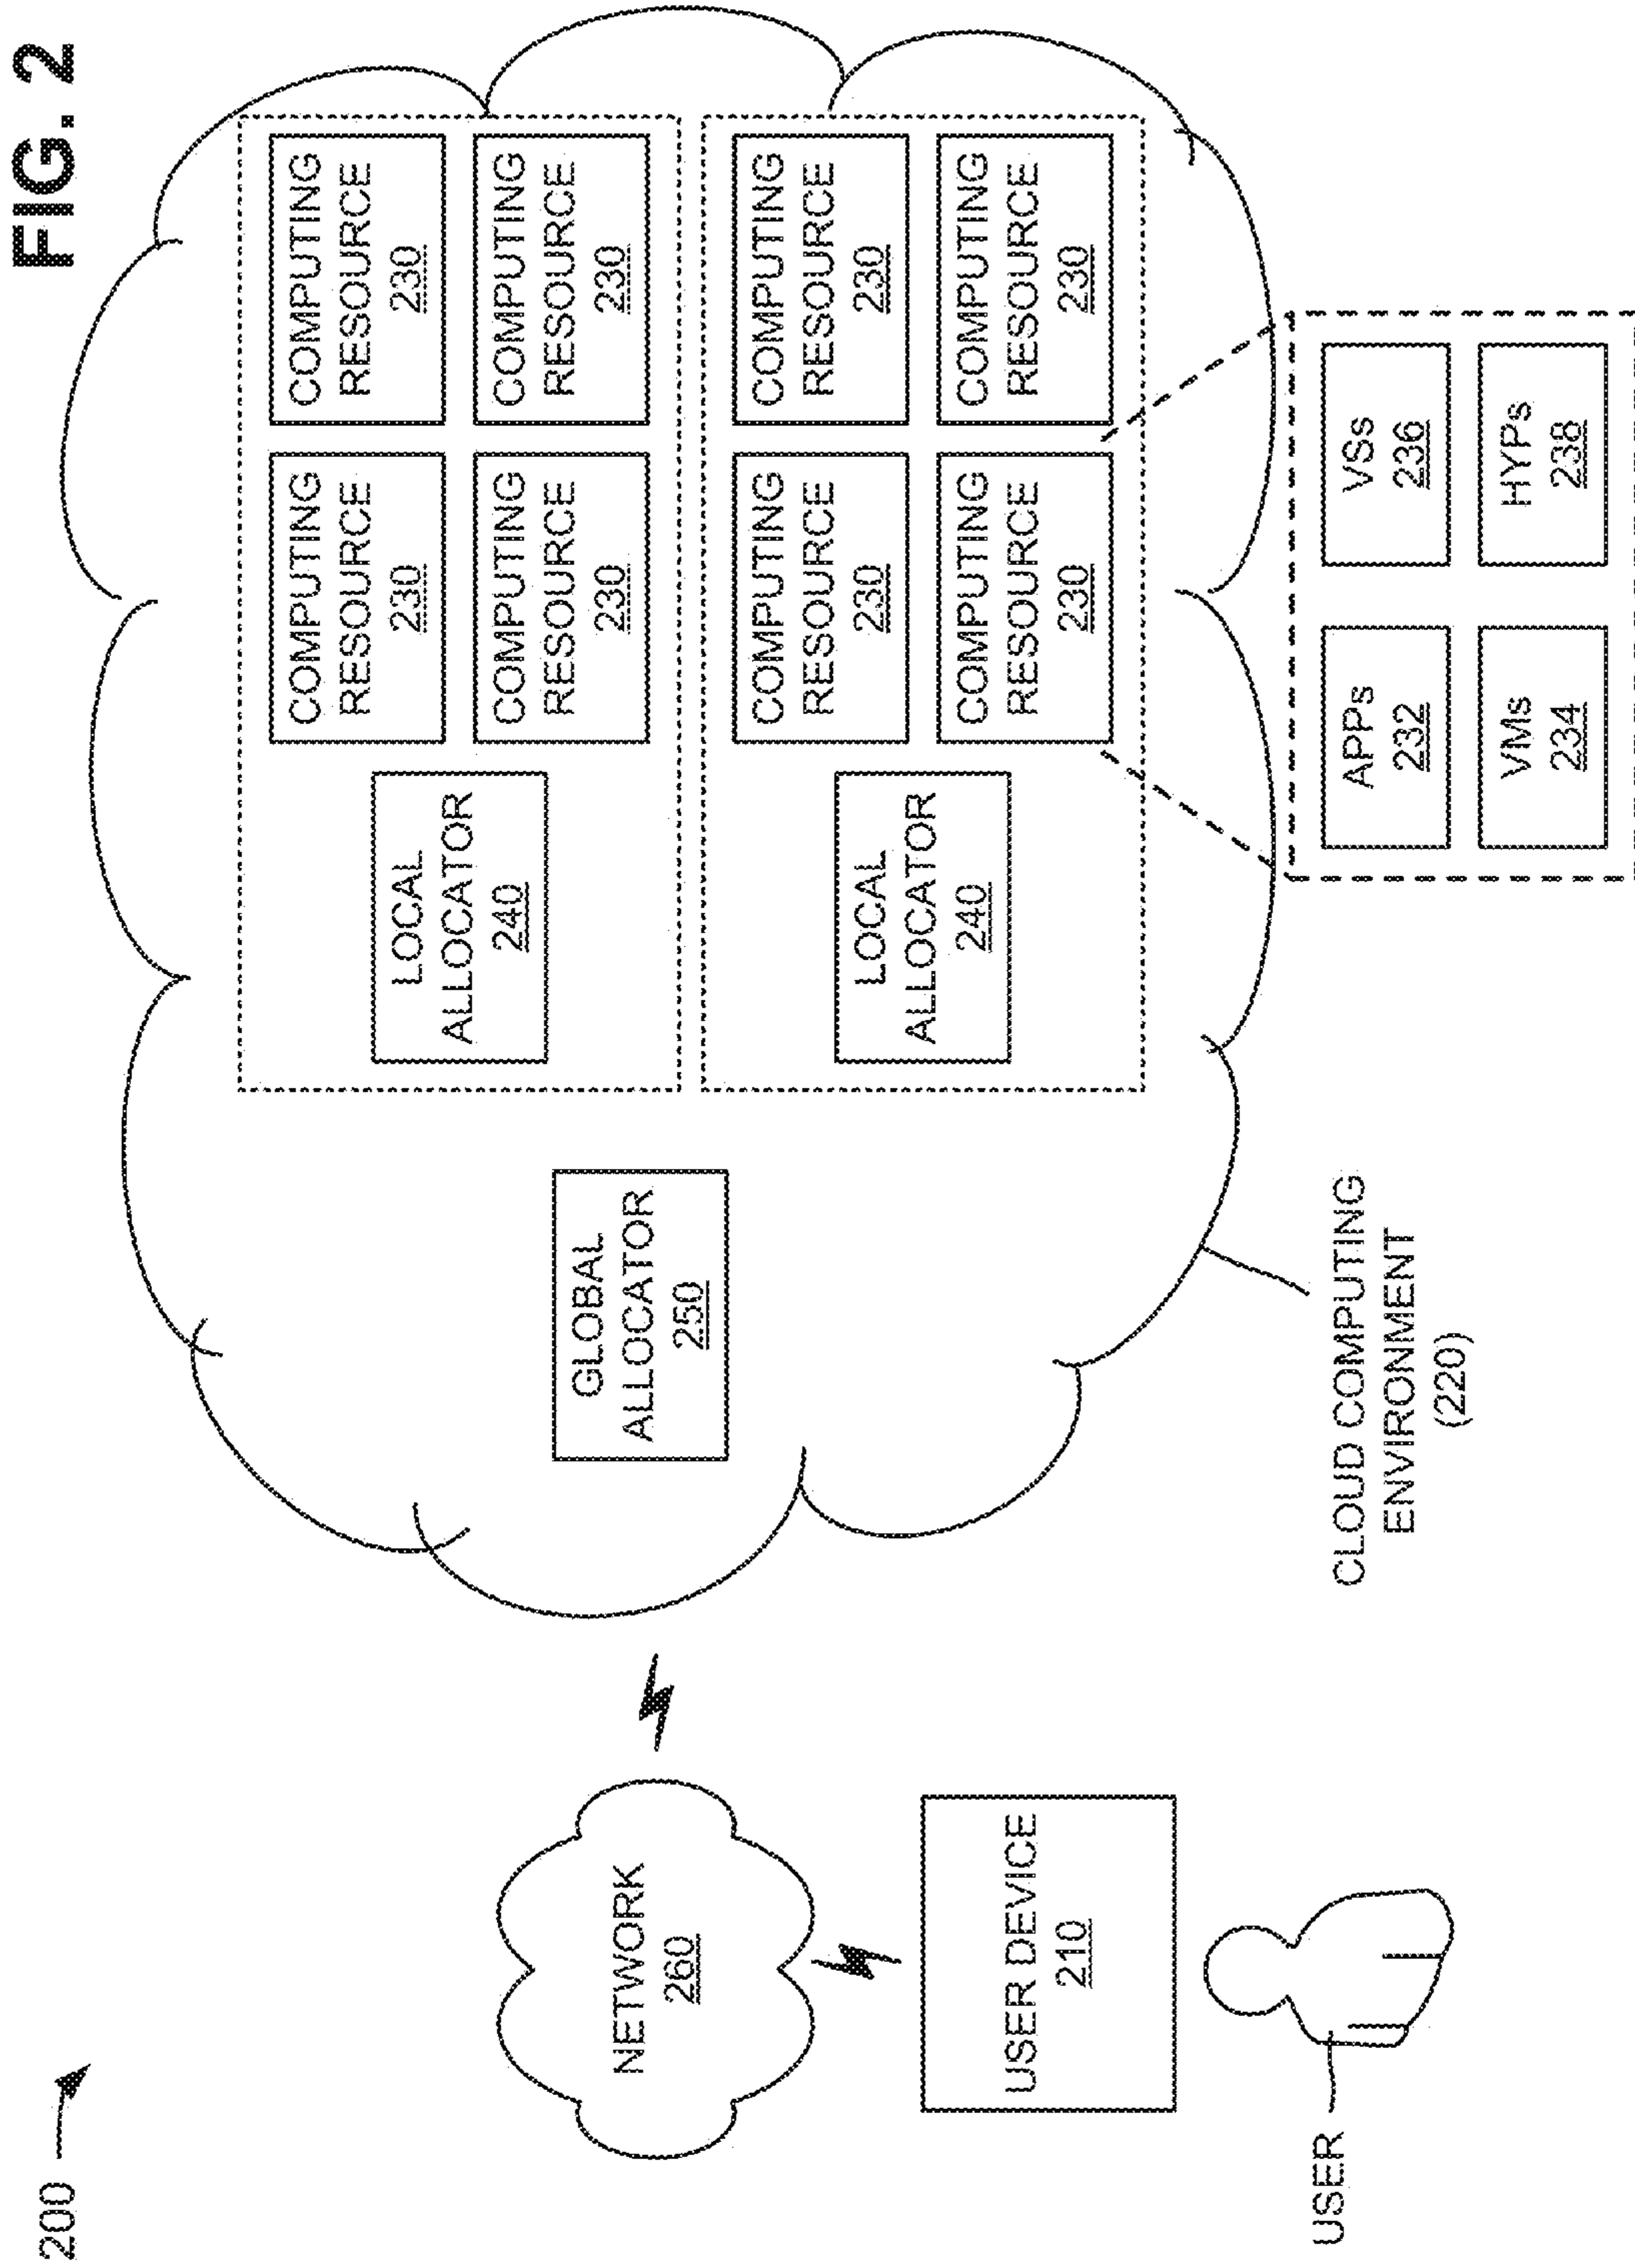 FIG. 2
200
NETWORK
260
USER DEVICE
210
USER
GLOBAL
ALLOCATOR
250
CLOUD COMPUTING
ENVIRONMENT
(220)
LOCAL
ALLOCATOR
240
COMPUTING
RESOURCE
230
COMPUTING
RESOURCE
230
COMPUTING
RESOURCE
230
COMPUTING
RESOURCE
230
LOCAL
ALLOCATOR
240
COMPUTING
RESOURCE
230
COMPUTING
RESOURCE
230
COMPUTING
RESOURCE
230
COMPUTING
RESOURCE
230
APPs
232
VSs
236
VMs
234
HYPs
238